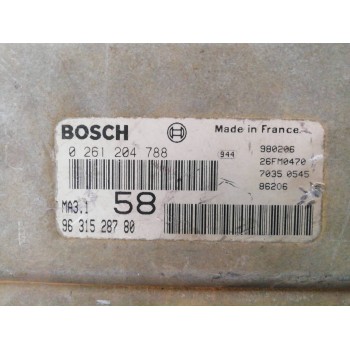 BOSCH Made in France
0 261 204 788 944 980206
26FM0470
7035 0545
86206
MA3.1 58
96 315 287 80